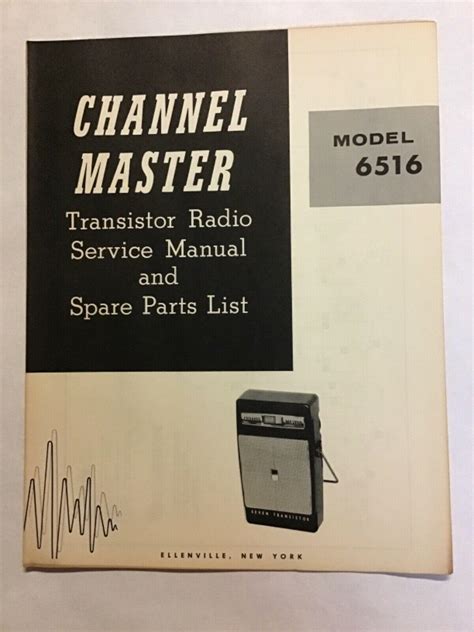 CHANNEL
MASTER
Transistor Radio
Service Manual
and
Spare Parts List
MODEL
6516
SEVEN TRANSISTOR
ELLENVILLE, NEW YORK